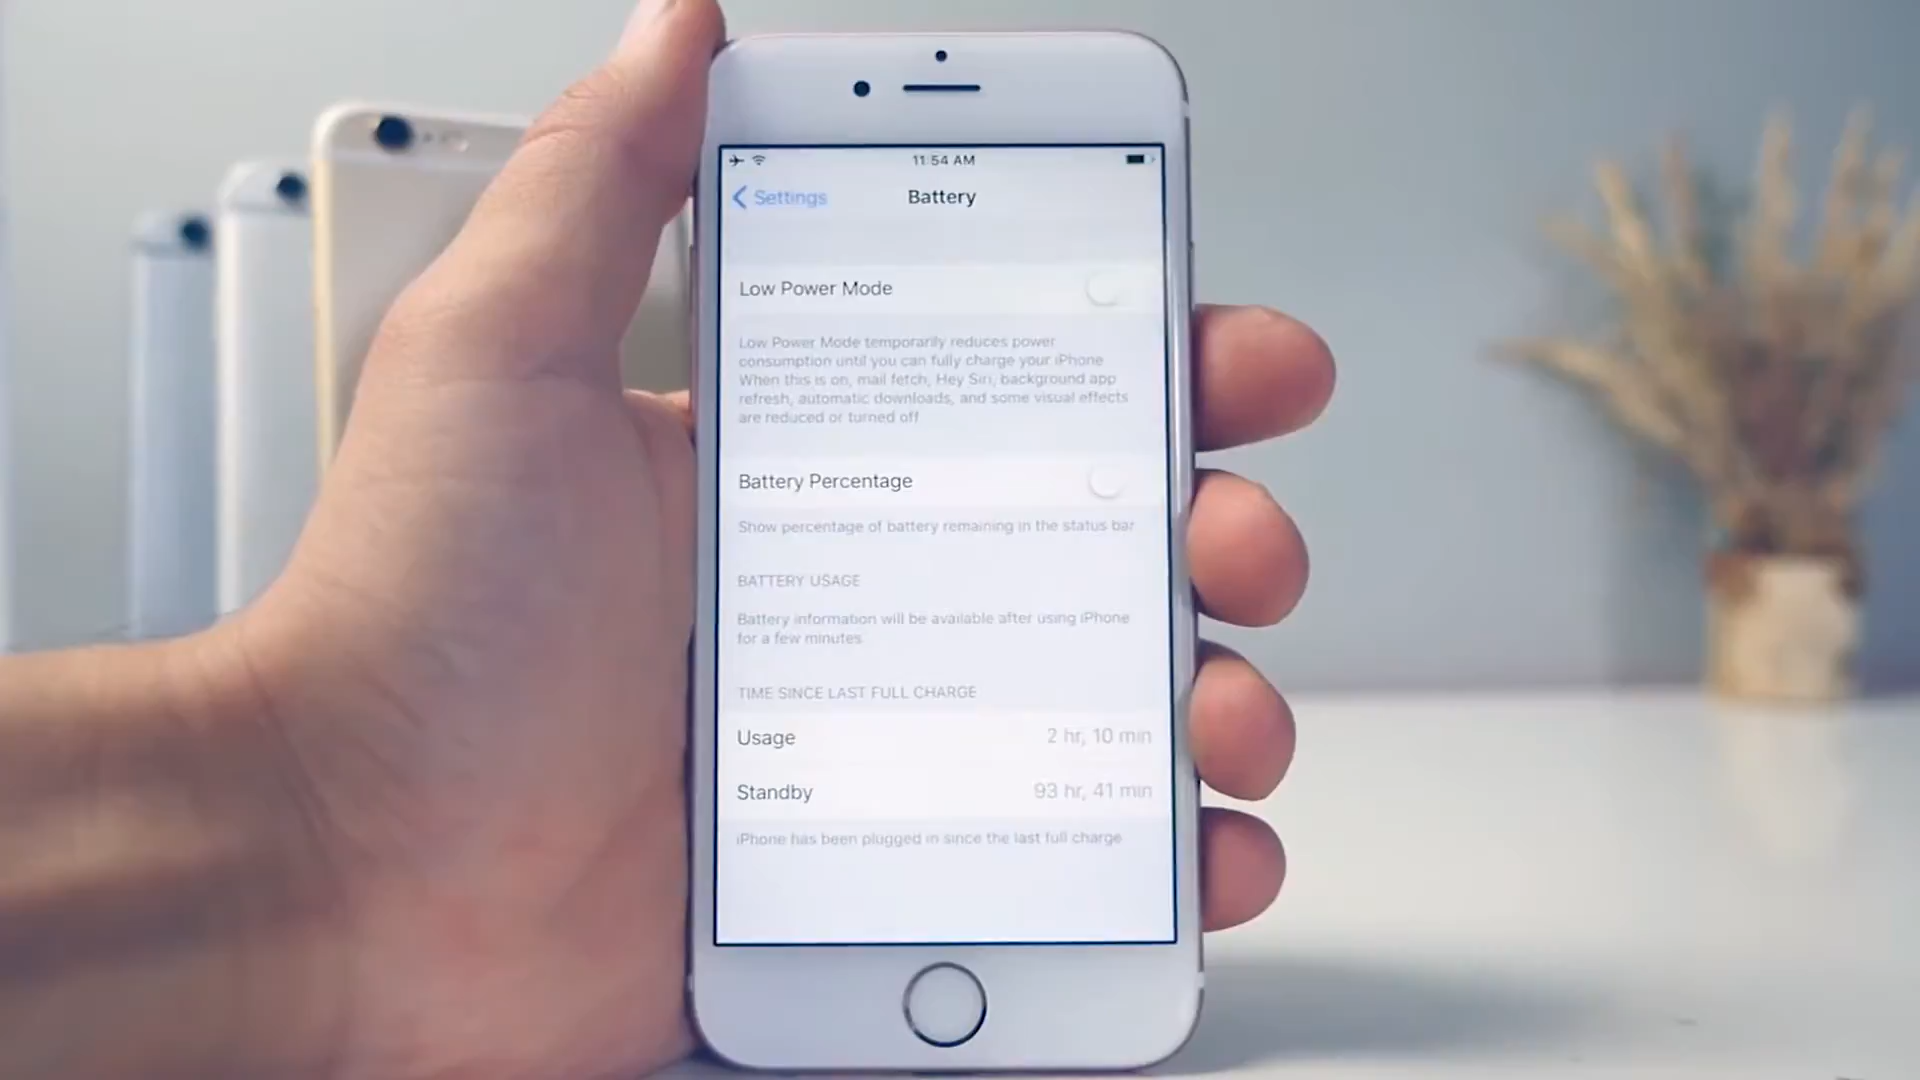 11:54 AM
Settings
Battery
Low Power Mode
Low Power Mode temporarily reduces power
consumption until you can fully charge your iPhone
When this is on, mail fetch, Hey Siri, background app
refresh, automatic downloads, and some visual effects
are reduced or turned off
Battery Percentage
Show percentage of battery remaining in the status bar
BATTERY USAGE
Battery information will be available after using iPhone
for a few minutes.
TIME SINCE LAST FULL CHARGE
Usage 2 hr, 10 min
Standby 93 hr, 41 min
iPhone has been plugged in since the last full charge